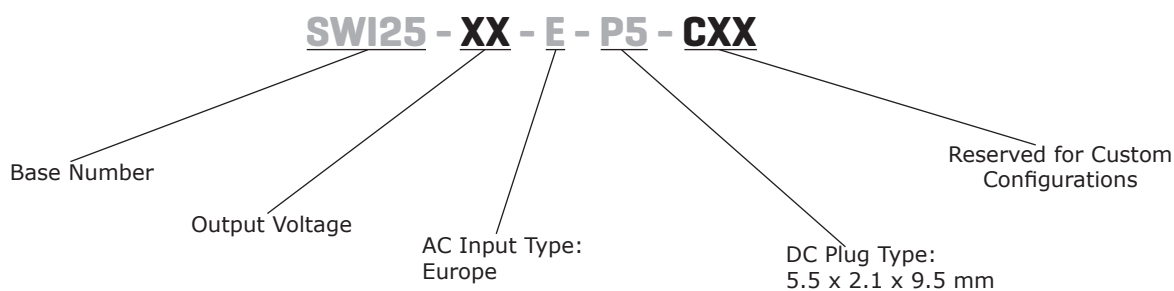 SWI25 - XX - E - P5 - CXX
Base Number
Output Voltage
AC Input Type:
Europe
DC Plug Type:
5.5 x 2.1 x 9.5 mm
Reserved for Custom
Configurations